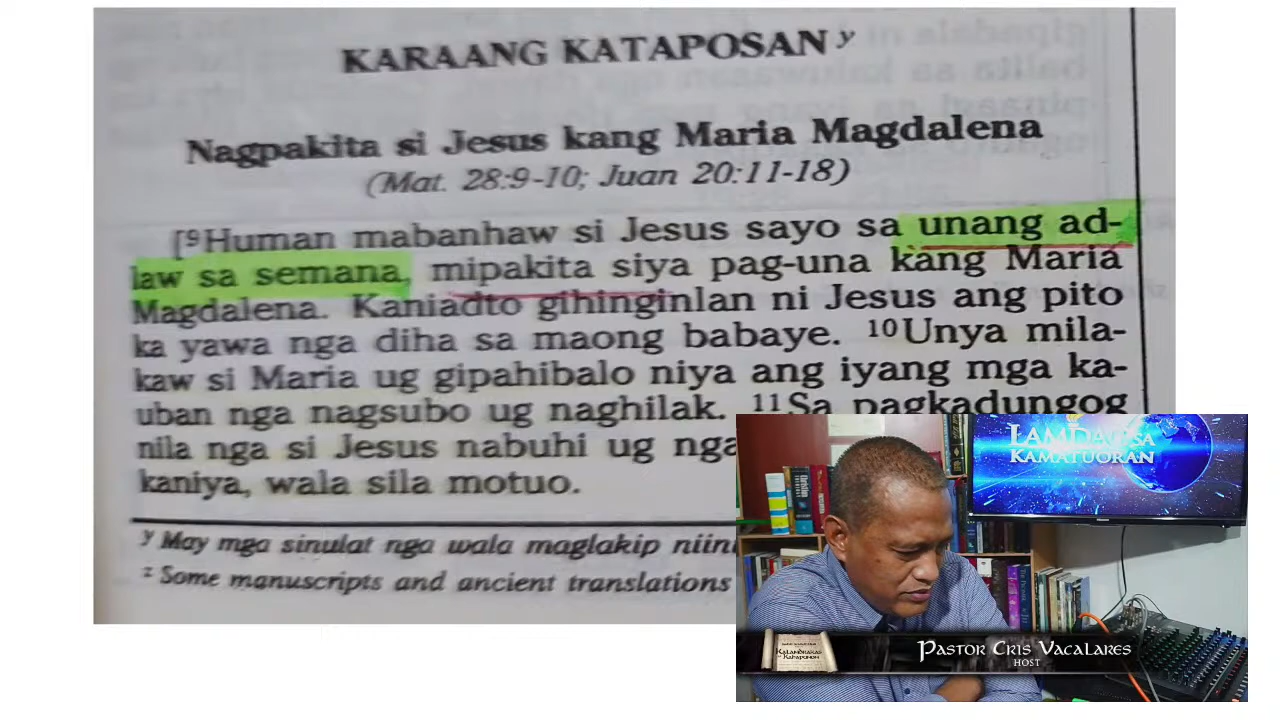 KARAANG KATAPOSAN y
Nagpakita si Jesus kang Maria Magdalena
(Mat. 28:9-10; Juan 20:11-18)
[9Human mabanhaw si Jesus sayo sa unang ad-
law sa semana, mipakita siya pag-una kang Maria
Magdalena. Kaniadto gihinginlan ni Jesus ang pito
ka yawa nga diha sa maong babaye. 10Unya mila-
kaw si Maria ug gipahibalo niya ang iyang mga ka-
uban nga nagsubo ug naghilak. 11Sa pagkadungog
nila nga si Jesus nabuhi ug nga
kaniya, wala sila motuo.
y May mga sinulat nga wala maglakip niini
z Some manuscripts and ancient translations
LAMDAG SA
KAMATUORAN
PASTOR CRIS VACALARES
HOST